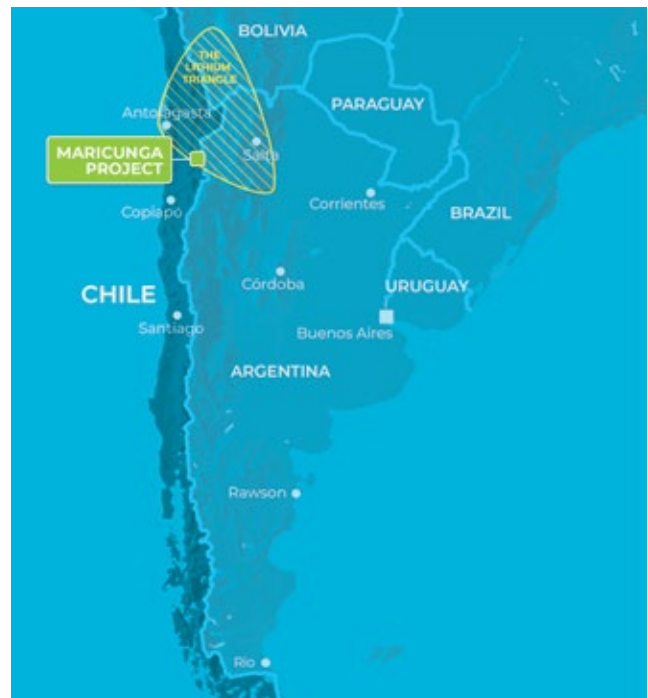 BOLIVIA
THE
LITHIUM
TRIANGLE
PARAGUAY
Antofagasta
MARICUNGA
PROJECT
Salta
Copiapo
Corrientes
BRAZIL
Córdoba
URUGUAY
CHILE
Santiago
Buenos Aires
ARGENTINA
Rawson
Río